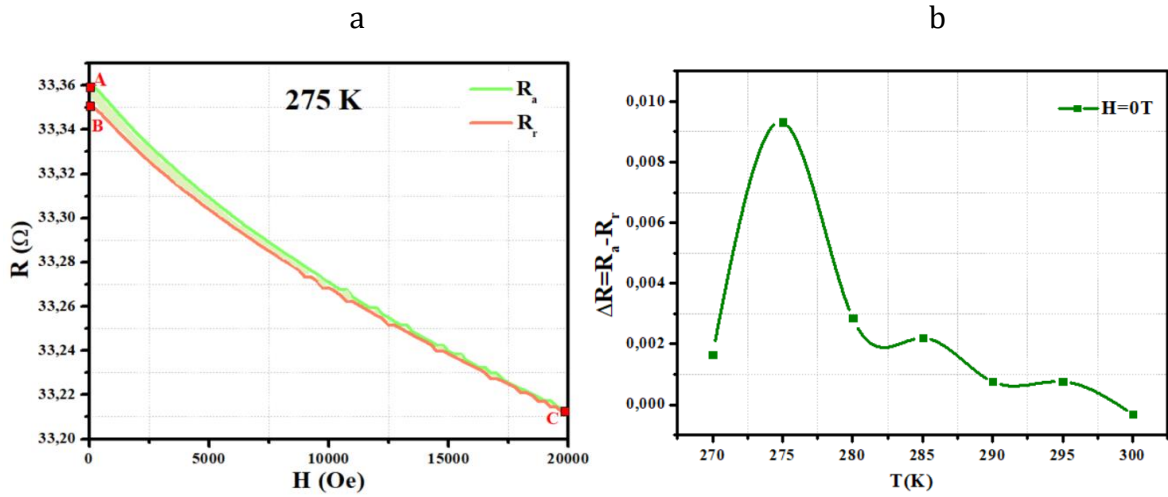 a
33,36
33,34
33,32
33,30
33,28
33,26
33,24
33,22
33,20
R (Ω)
A
B
C
275 K
Rₐ
Rᵣ
0
5000
10000
15000
20000
H (Oe)
b
0,010
0,008
0,006
0,004
0,002
0,000
ΔR=Rₐ-Rᵣ
H=0T
270
275
280
285
290
295
300
T(K)